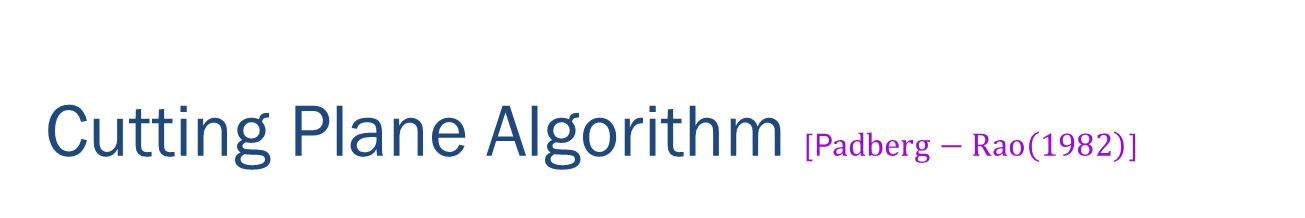 Cutting Plane Algorithm [Padberg − Rao(1982)]